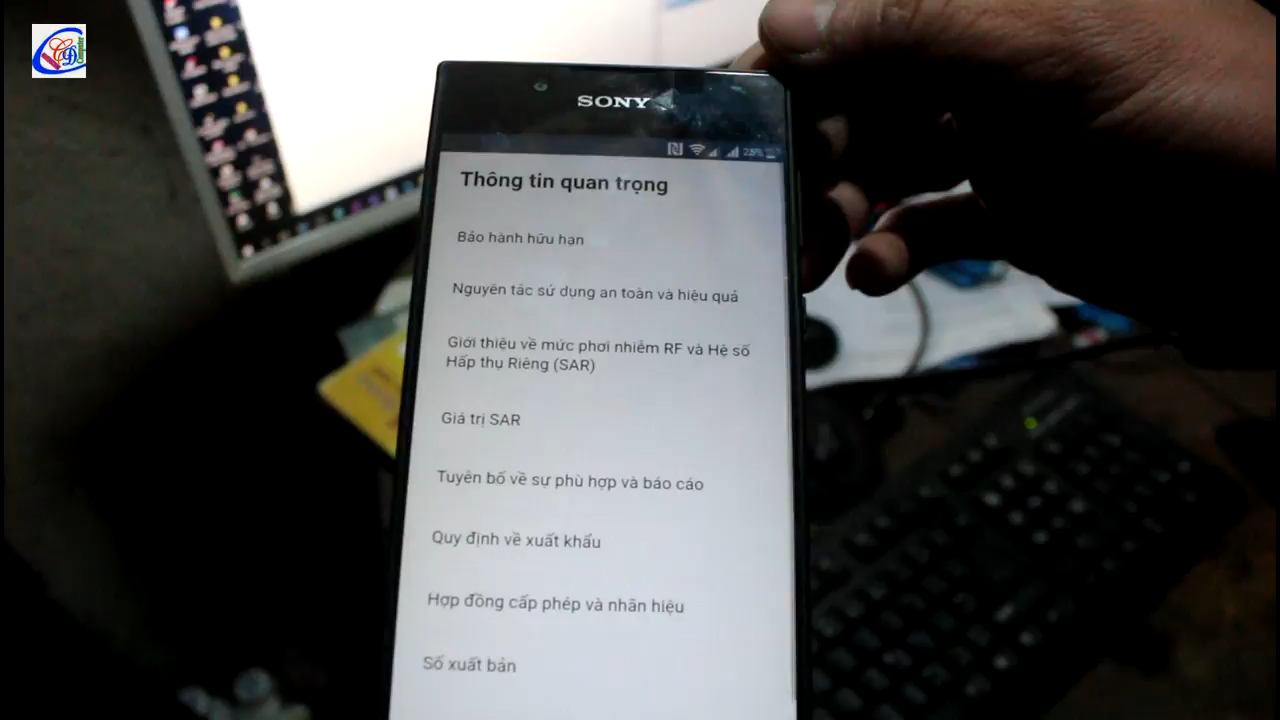 Computer
SONY
Thông tin quan trọng
Bảo hành hữu hạn
Nguyên tắc sử dụng an toàn và hiệu quả
Giới thiệu về mức phơi nhiễm RF và Hệ số
Hấp thụ Riêng (SAR)
Giá trị SAR
Tuyên bố về sự phù hợp và báo cáo
Quy định về xuất khẩu
Hợp đồng cấp phép và nhãn hiệu
Số xuất bản